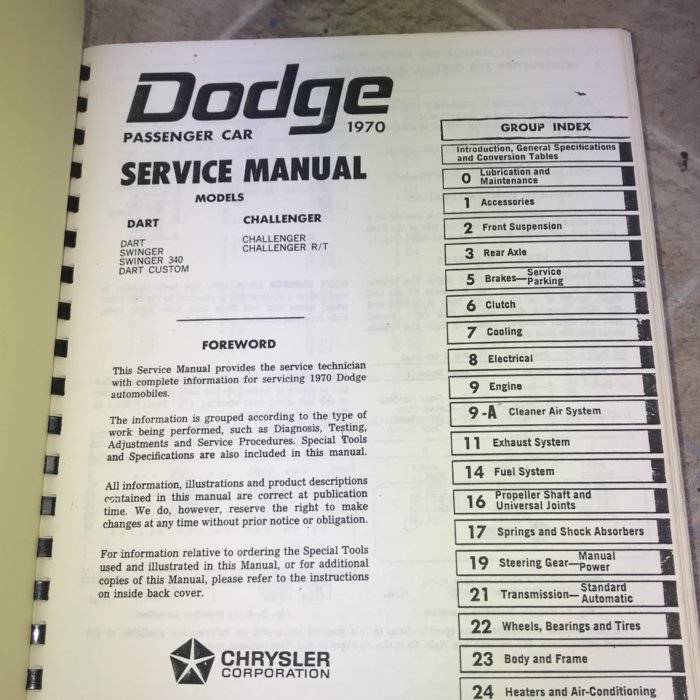 Dodge
PASSENGER CAR 1970
SERVICE MANUAL
MODELS
DART
DART
SWINGER
SWINGER 340
DART CUSTOM
CHALLENGER
CHALLENGER
CHALLENGER R/T
FOREWORD
This Service Manual provides the service technician
with complete information for servicing 1970 Dodge
automobiles.
The information is grouped according to the type of
work being performed, such as Diagnosis, Testing,
Adjustments and Service Procedures. Special Tools
and Specifications are also included in this manual.
All information, illustrations and product descriptions
contained in this manual are correct at publication
time. We do, however, reserve the right to make
changes at any time without prior notice or obligation.
For information relative to ordering the Special Tools
used and illustrated in this Manual, or for additional
copies of this Manual, please refer to the instructions
on inside back cover.
CHRYSLER
CORPORATION
GROUP INDEX
Introduction, General Specifications
and Conversion Tables
0 Lubrication and
Maintenance
1 Accessories
2 Front Suspension
3 Rear Axle
5 Brakes—Service
Parking
6 Clutch
7 Cooling
8 Electrical
9 Engine
9-A Cleaner Air System
11 Exhaust System
14 Fuel System
16 Propeller Shaft and
Universal Joints
17 Springs and Shock Absorbers
19 Steering Gear—Manual
Power
21 Transmission—Standard
Automatic
22 Wheels, Bearings and Tires
23 Body and Frame
24 Heaters and Air-Conditioning